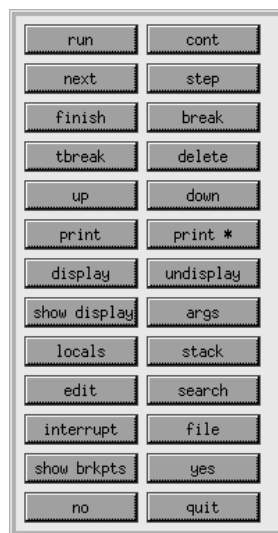 run cont
next step
finish break
tbreak delete
up down
print print *
display undisplay
show display args
locals stack
edit search
interrupt file
show brkpts yes
no quit